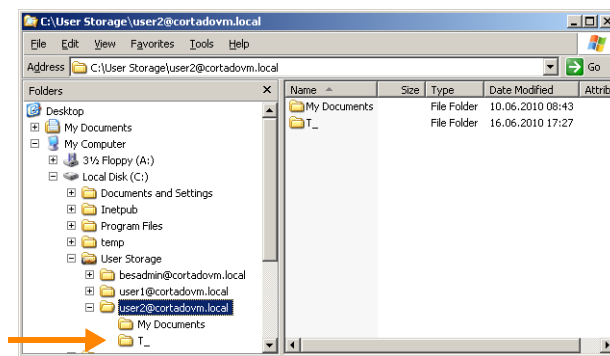 C:\User Storage\user2@cortadovm.local
File Edit View Favorites Tools Help
Address C:\User Storage\user2@cortadovm.local Go
Folders
Name Size Type Date Modified Attrib
My Documents File Folder 10.06.2010 08:43
T_ File Folder 16.06.2010 17:27
Desktop
My Documents
My Computer
3½ Floppy (A:)
Local Disk (C:)
Documents and Settings
Inetpub
Program Files
temp
User Storage
besadmin@cortadovm.local
user1@cortadovm.local
user2@cortadovm.local
My Documents
T_